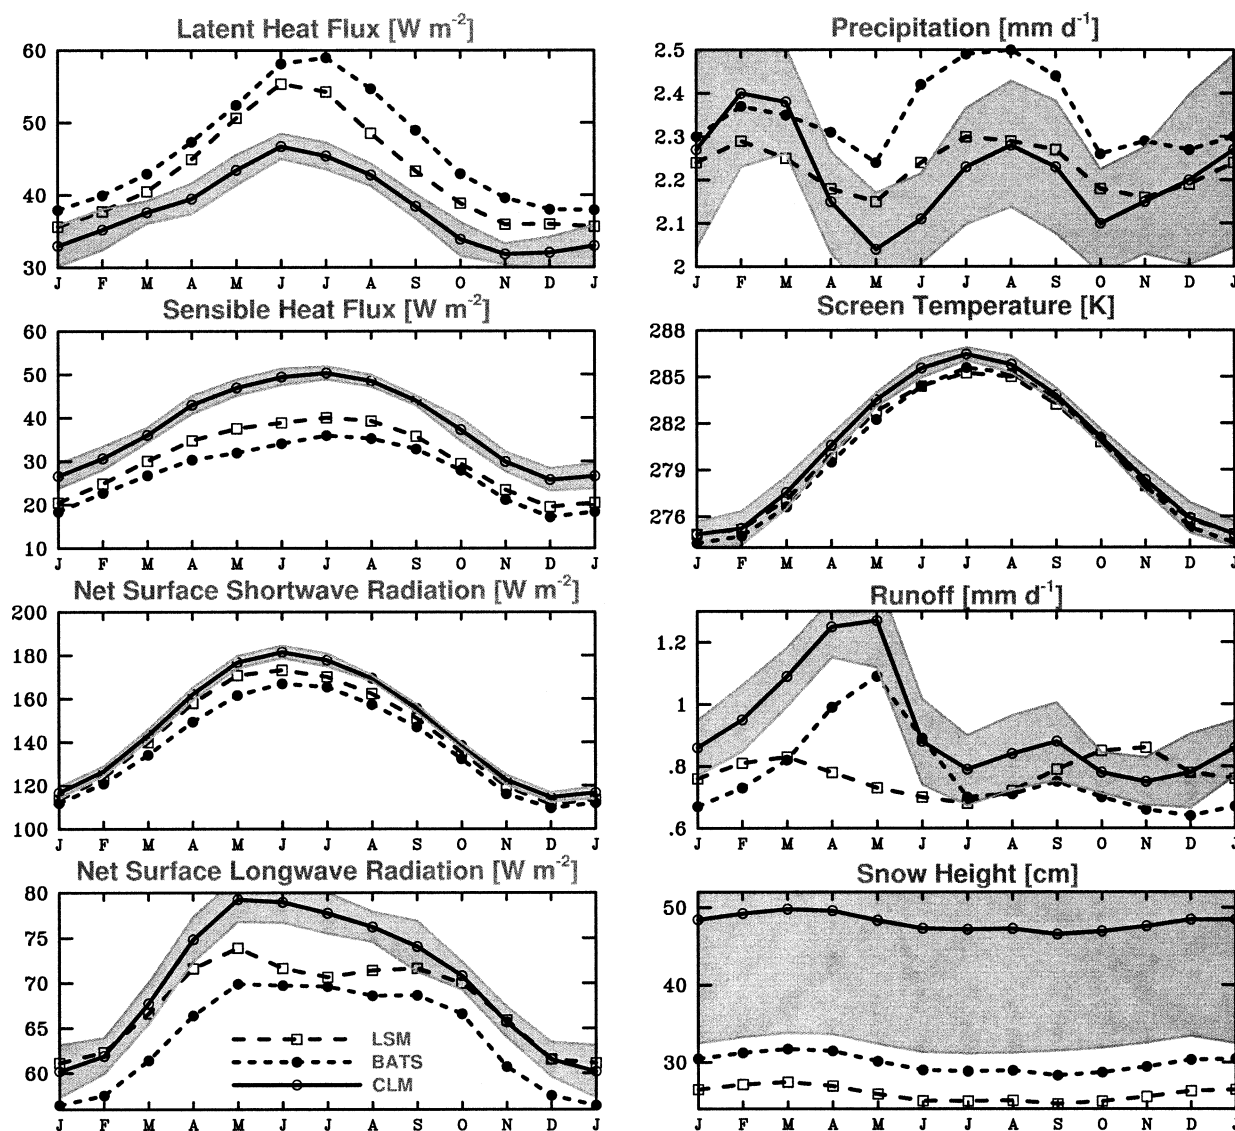 Latent Heat Flux [W m⁻²]
60
50
40
30
J F M A M J J A S O N D J
Precipitation [mm d⁻¹]
2.5
2.4
2.3
2.2
2.1
2
J F M A M J J A S O N D J
Sensible Heat Flux [W m⁻²]
60
50
40
30
20
10
J F M A M J J A S O N D J
Screen Temperature [K]
288
285
282
279
276
J F M A M J J A S O N D J
Net Surface Shortwave Radiation [W m⁻²]
200
180
160
140
120
100
J F M A M J J A S O N D J
Runoff [mm d⁻¹]
1.2
1
.8
.6
J F M A M J J A S O N D J
Net Surface Longwave Radiation [W m⁻²]
80
75
70
65
60
LSM
BATS
CLM
J F M A M J J A S O N D J
Snow Height [cm]
50
40
30
J F M A M J J A S O N D J